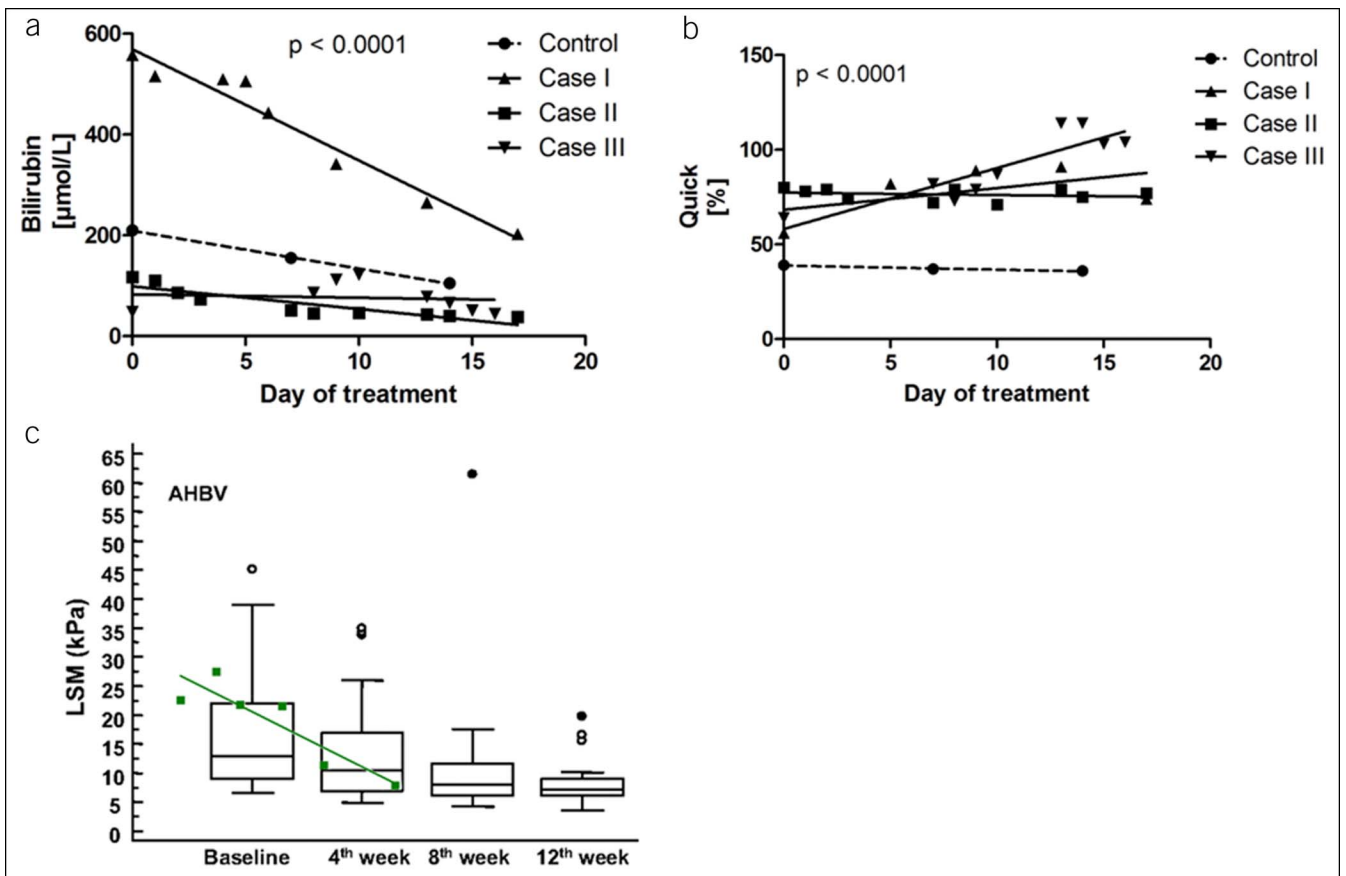 a
600
400
200
0
Bilirubin
[µmol/L]
p < 0.0001
Control
Case I
Case II
Case III
0 5 10 15 20
Day of treatment
b
150
100
50
0
Quick
[%]
p < 0.0001
Control
Case I
Case II
Case III
0 5 10 15 20
Day of treatment
c
65
60
55
50
45
40
35
30
25
20
15
10
5
0
LSM (kPa)
AHBV
Baseline 4th week 8th week 12th week